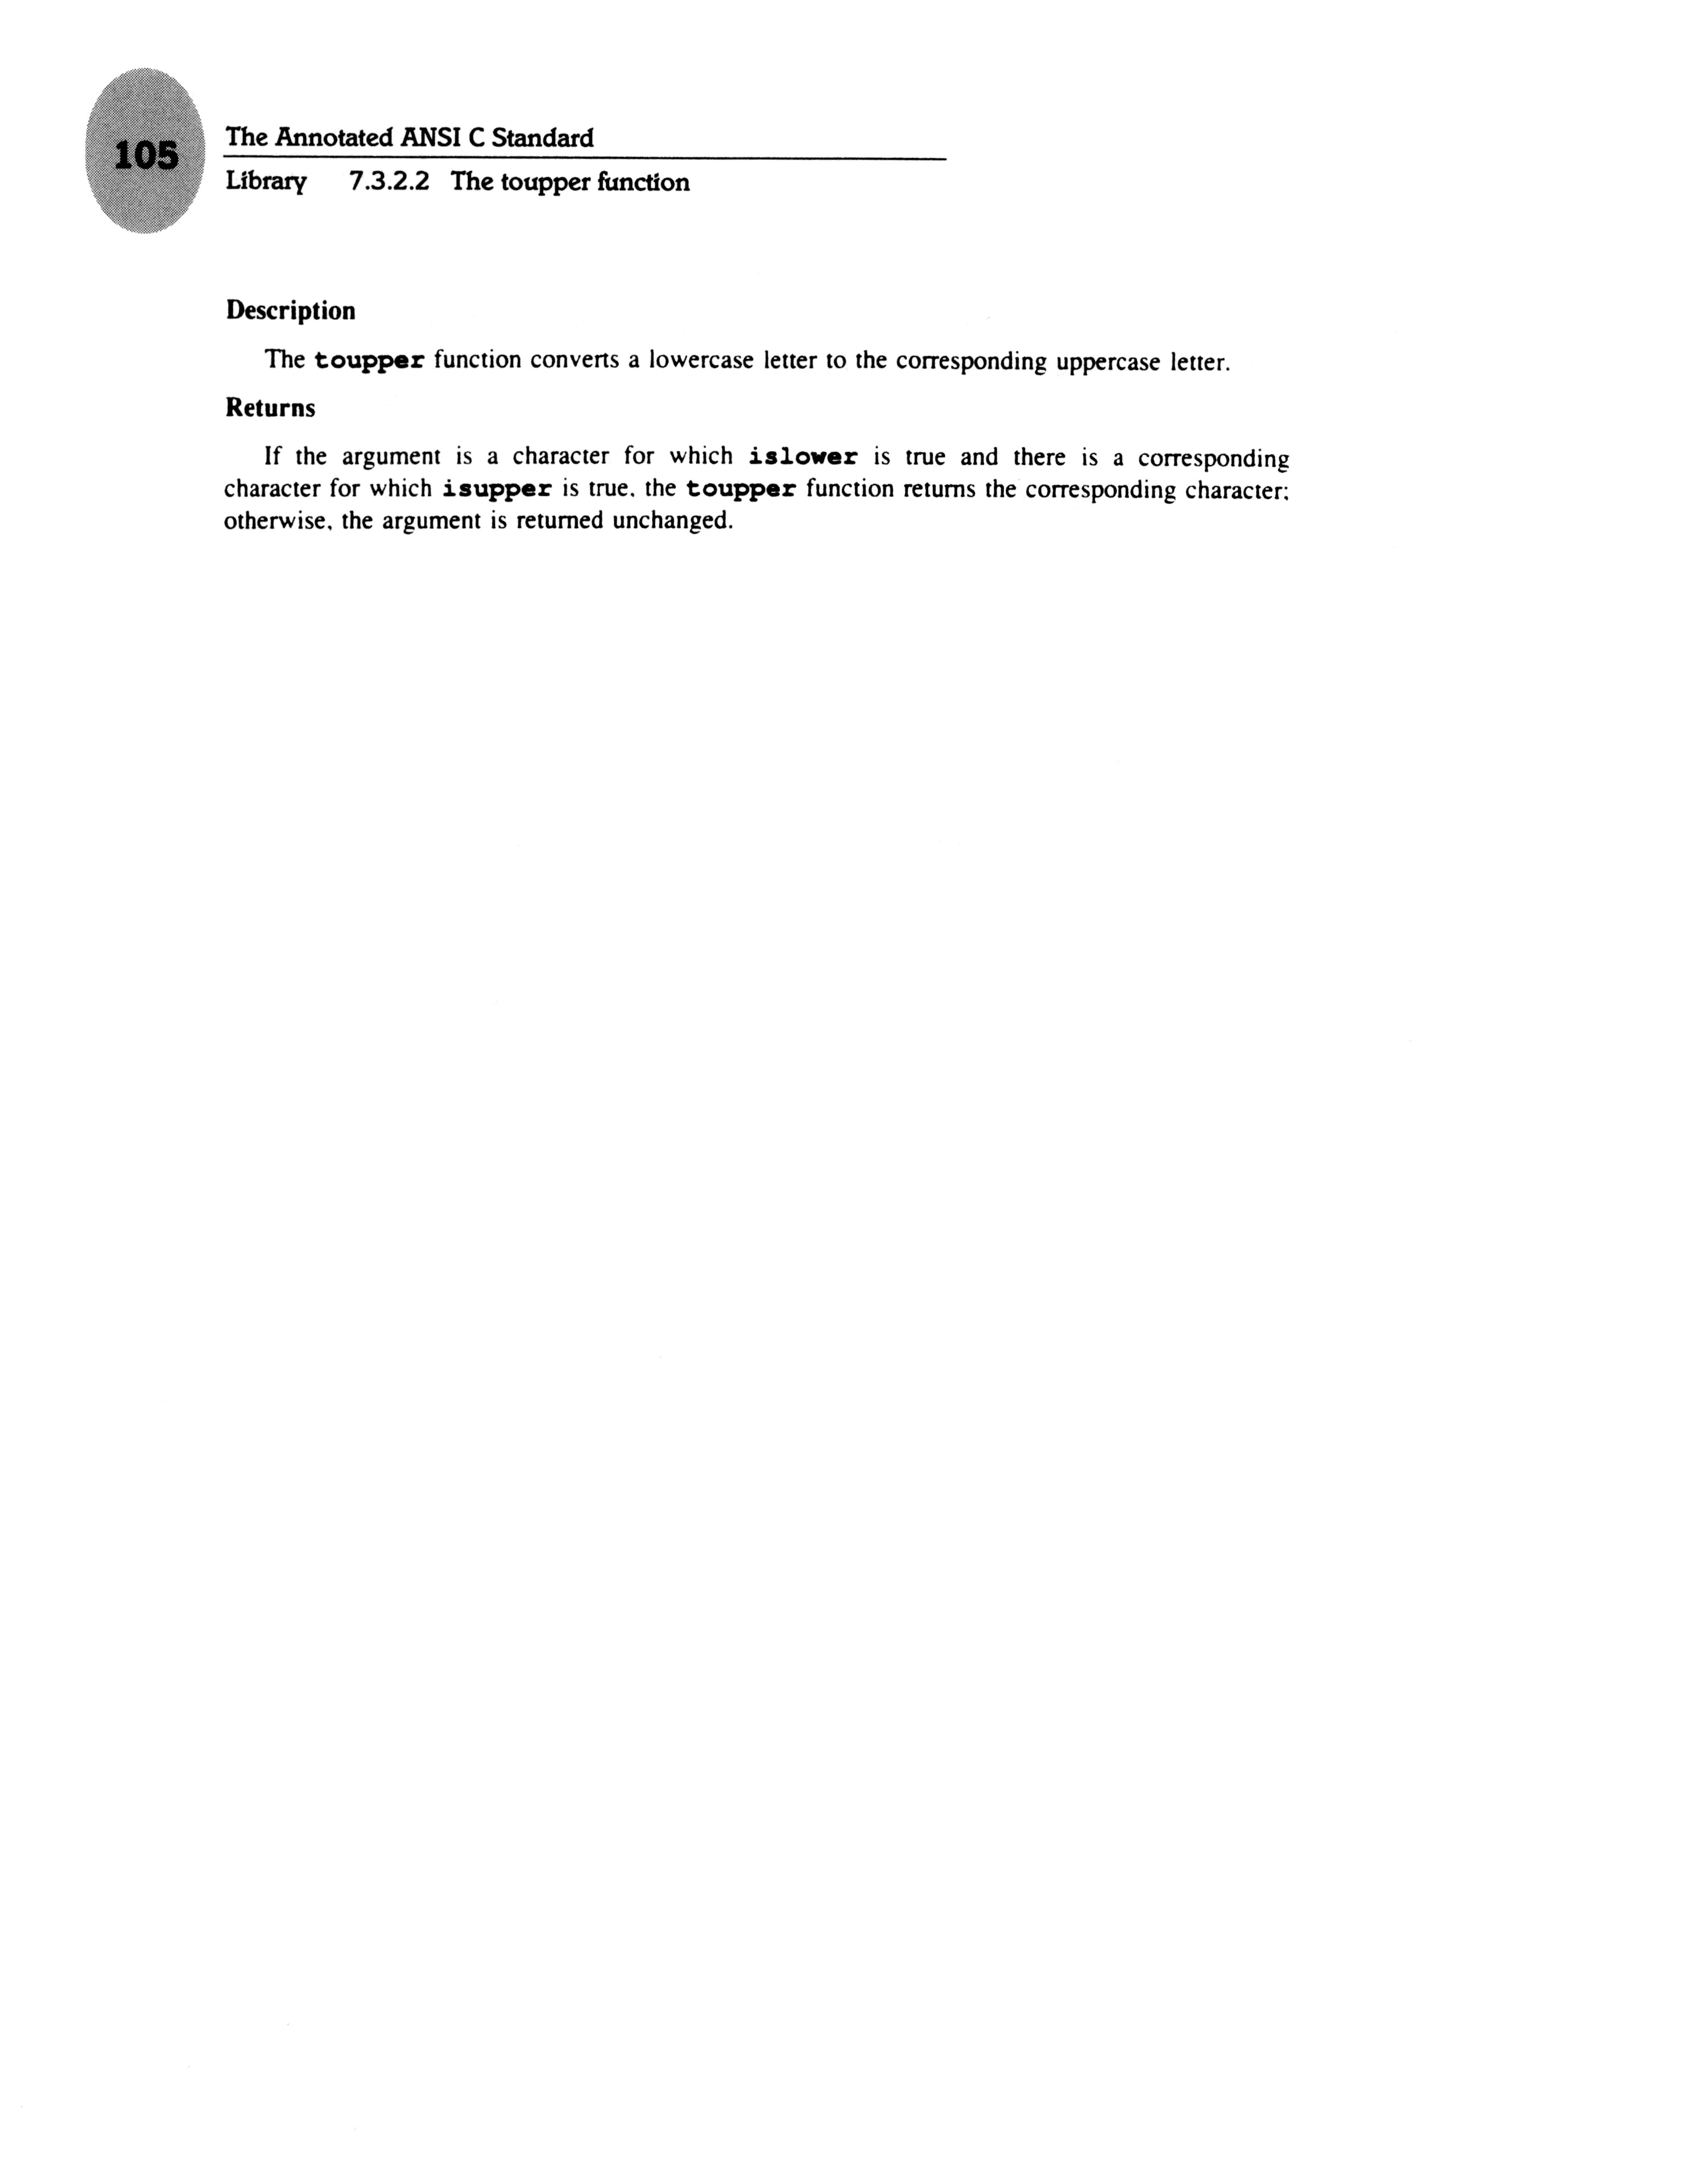 105
The Annotated ANSI C Standard
Library 7.3.2.2 The toupper function
Description
The toupper function converts a lowercase letter to the corresponding uppercase letter.
Returns
If the argument is a character for which islower is true and there is a corresponding
character for which isupper is true, the toupper function returns the corresponding character;
otherwise, the argument is returned unchanged.